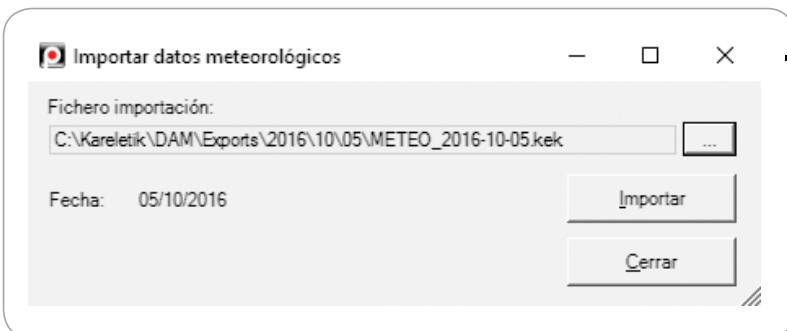 Importar datos meteorológicos
Fichero importación:
C:\Kareletik\DAM\Exports\2016\10\05\METEO_2016-10-05.kek
...
Fecha: 05/10/2016
Importar
Cerrar